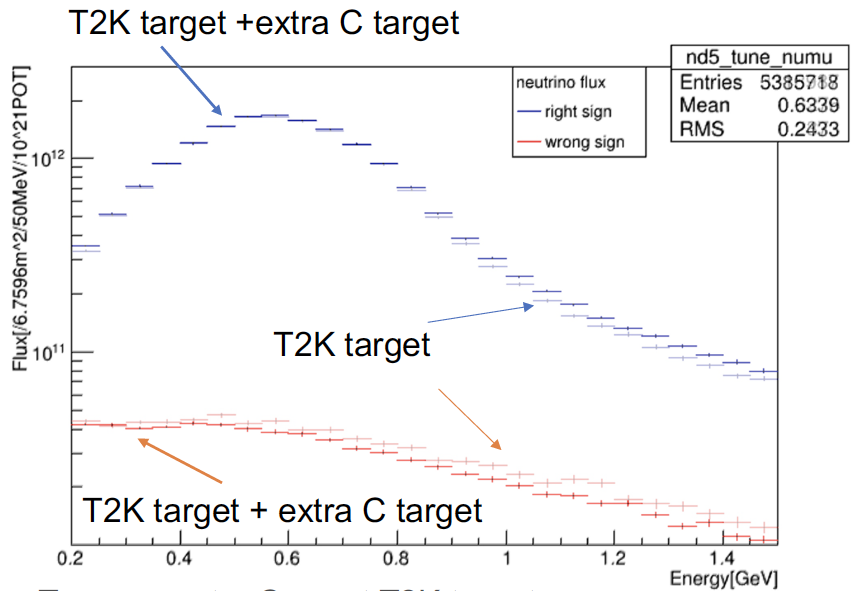 T2K target +extra C target
nd5_tune_numu
Entries
Mean 0.6339
RMS 0.2433
neutrino flux
right sign
wrong sign
Flux[/6.7596m^2/50MeV/10^21POT]
10^12
10^11
T2K target
T2K target + extra C target
0.2 0.4 0.6 0.8 1 1.2 1.4
Energy[GeV]